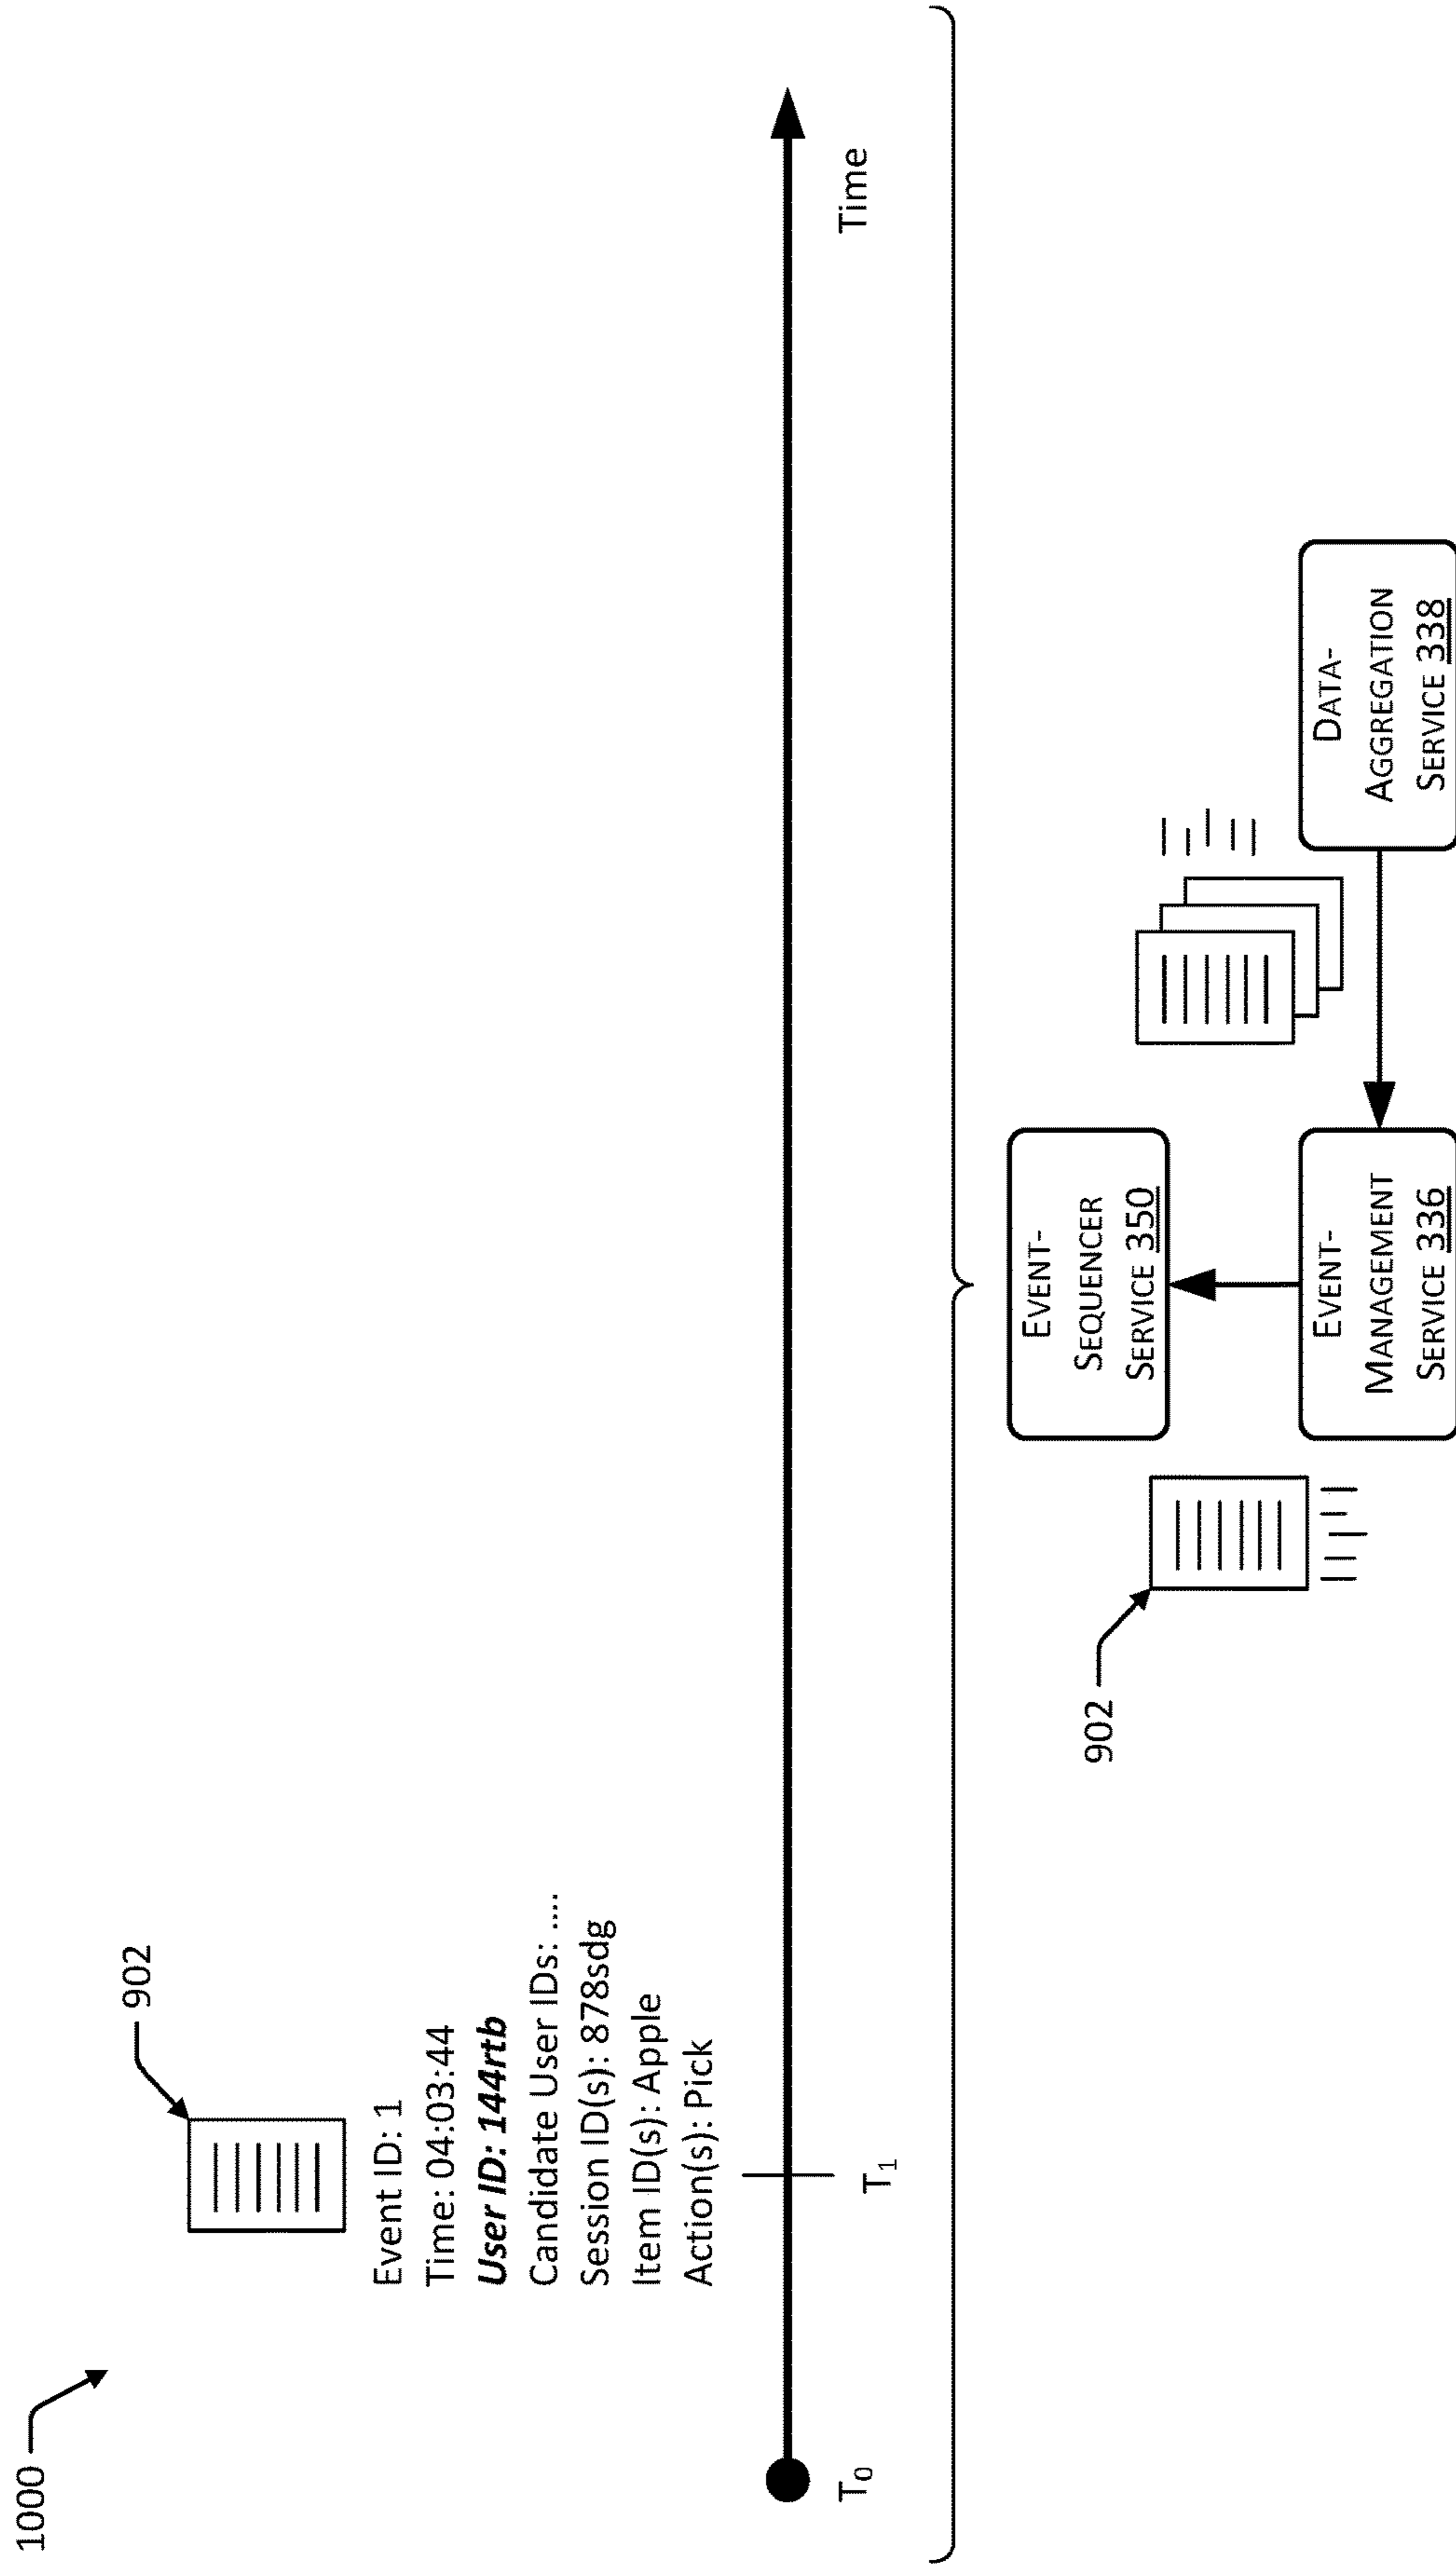 1000
902
Event ID: 1
Time: 04:03:44
User ID: 144rtb
Candidate User IDs: ....
Session ID(s): 878sdg
Item ID(s): Apple
Action(s): Pick
T0
T1
Time
902
EVENT-
SEQUENCER
SERVICE 350
EVENT-
MANAGEMENT
SERVICE 336
DATA-
AGGREGATION
SERVICE 338